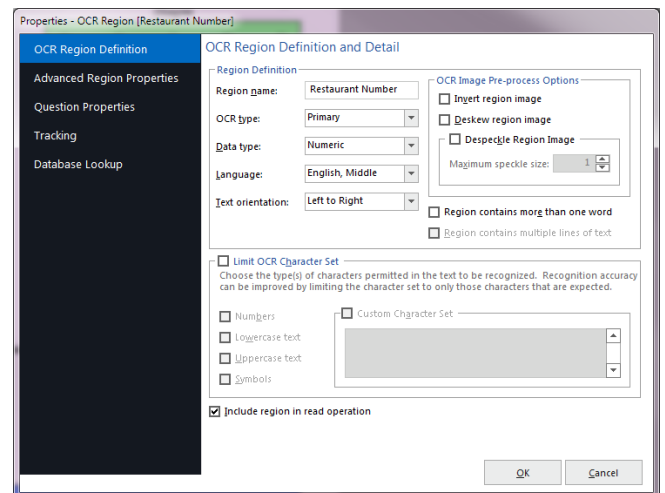 Properties - OCR Region [Restaurant Number]
OCR Region Definition
Advanced Region Properties
Question Properties
Tracking
Database Lookup
OCR Region Definition and Detail
Region Definition
Region name: Restaurant Number
OCR type: Primary
Data type: Numeric
Language: English, Middle
Text orientation: Left to Right
OCR Image Pre-process Options
Invert region image
Deskew region image
Despeckle Region Image
Maximum speckle size: 1
Region contains more than one word
Region contains multiple lines of text
Limit OCR Character Set
Choose the type(s) of characters permitted in the text to be recognized. Recognition accuracy
can be improved by limiting the character set to only those characters that are expected.
Numbers
Lowercase text
Uppercase text
Symbols
Custom Character Set
Include region in read operation
OK
Cancel